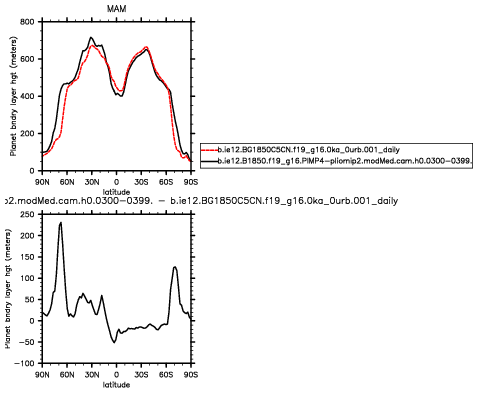 MAM
Planet bndry layer hgt (meters)
800
600
400
200
0
90N 60N 30N 0 30S 60S 90S
latitude
b.ie12.BG1850C5CN.f19_g16.0ka_0urb.001_daily
b.ie12.B1850.f19_g16.PlMP4-pliomip2.modMed.cam.h0.0300-0399.
p2.modMed.cam.h0.0300-0399. - b.ie12.BG1850C5CN.f19_g16.0ka_0urb.001_daily
Planet bndry layer hgt (meters)
250
200
150
100
50
0
-50
-100
90N 60N 30N 0 30S 60S 90S
latitude